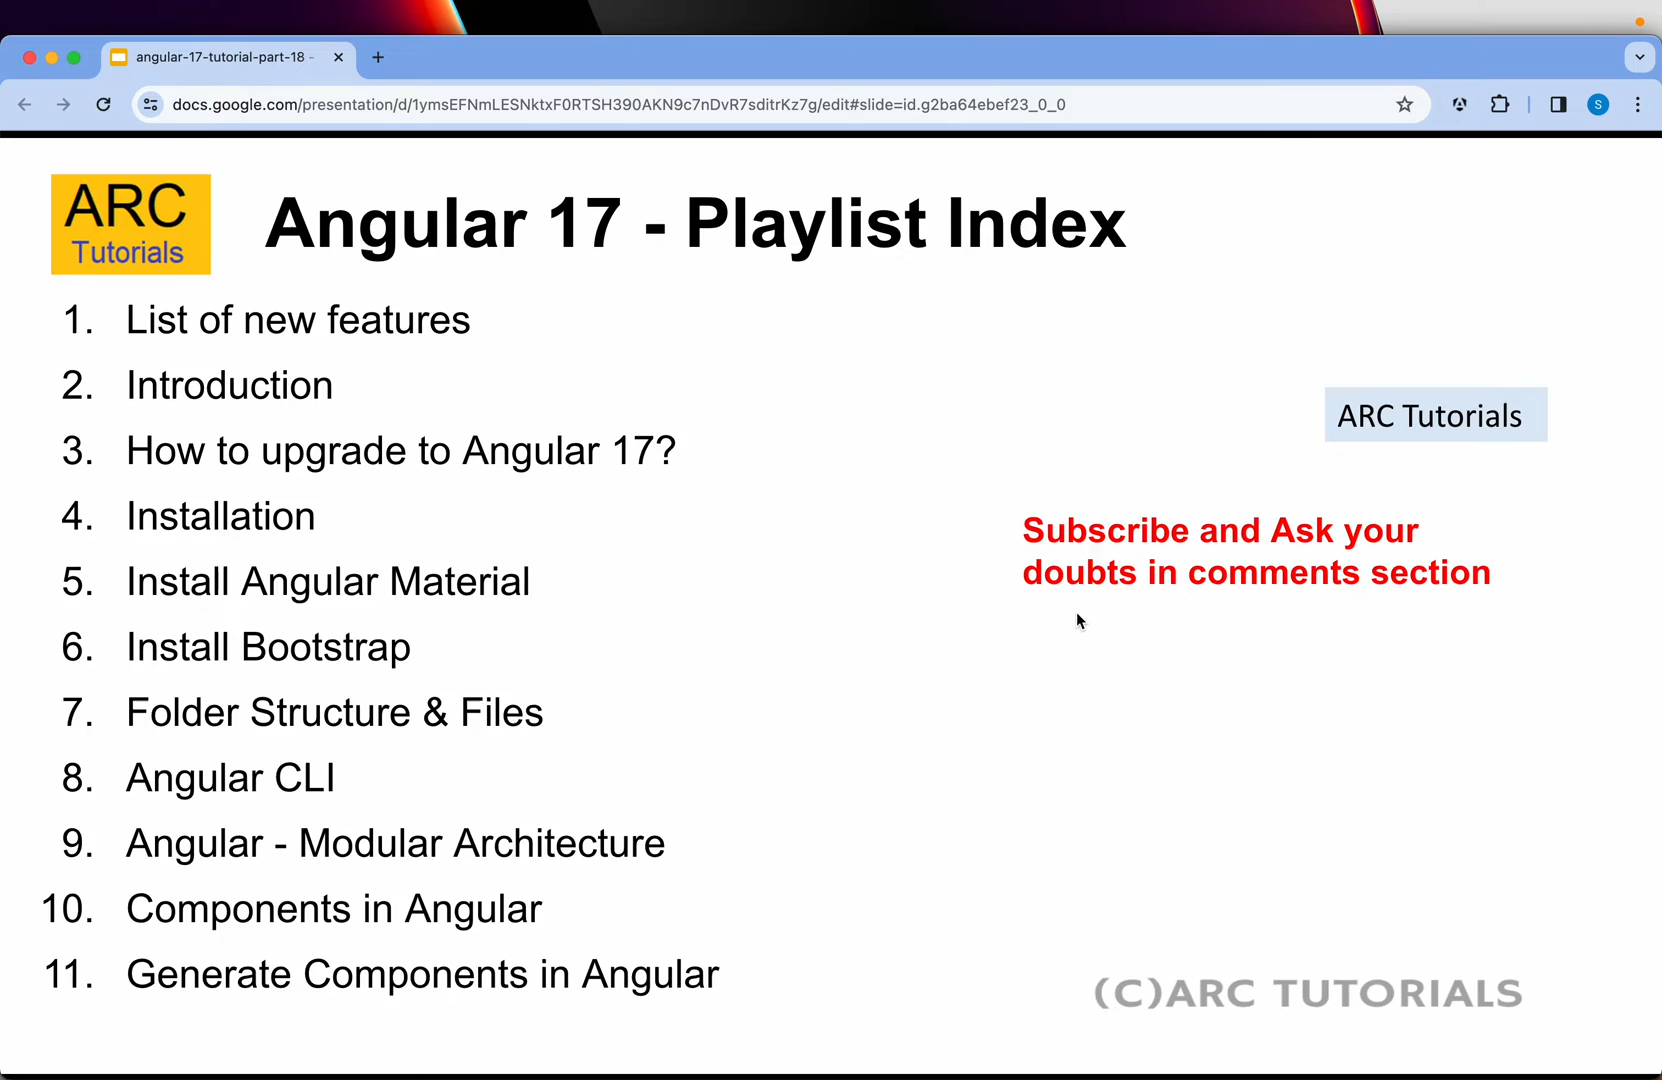 angular-17-tutorial-part-18 -
docs.google.com/presentation/d/1ymsEFNmLESNktxF0RTSH390AKN9c7nDvR7sditrKz7g/edit#slide=id.g2ba64ebef23_0_0
S
ARC
Tutorials
Angular 17 - Playlist Index
1. List of new features
2. Introduction
3. How to upgrade to Angular 17?
4. Installation
5. Install Angular Material
6. Install Bootstrap
7. Folder Structure & Files
8. Angular CLI
9. Angular - Modular Architecture
10. Components in Angular
11. Generate Components in Angular
ARC Tutorials
Subscribe and Ask your
doubts in comments section
(C)ARC TUTORIALS